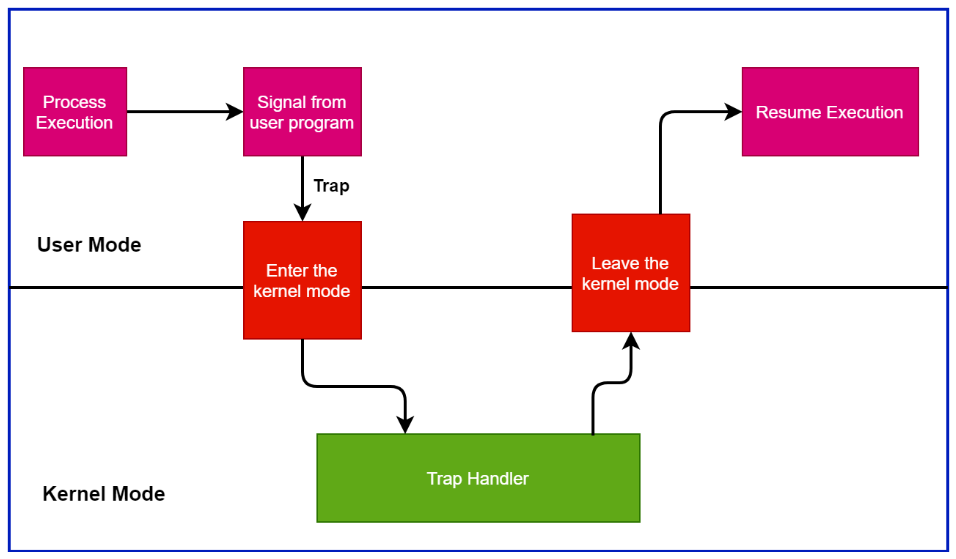 Process
Execution
Signal from
user program
Resume Execution
Trap
User Mode
Enter the
kernel mode
Leave the
kernel mode
Trap Handler
Kernel Mode